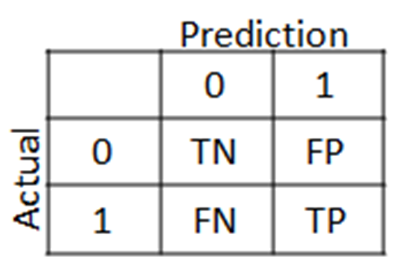 Prediction
0 1
Actual
0 TN FP
1 FN TP